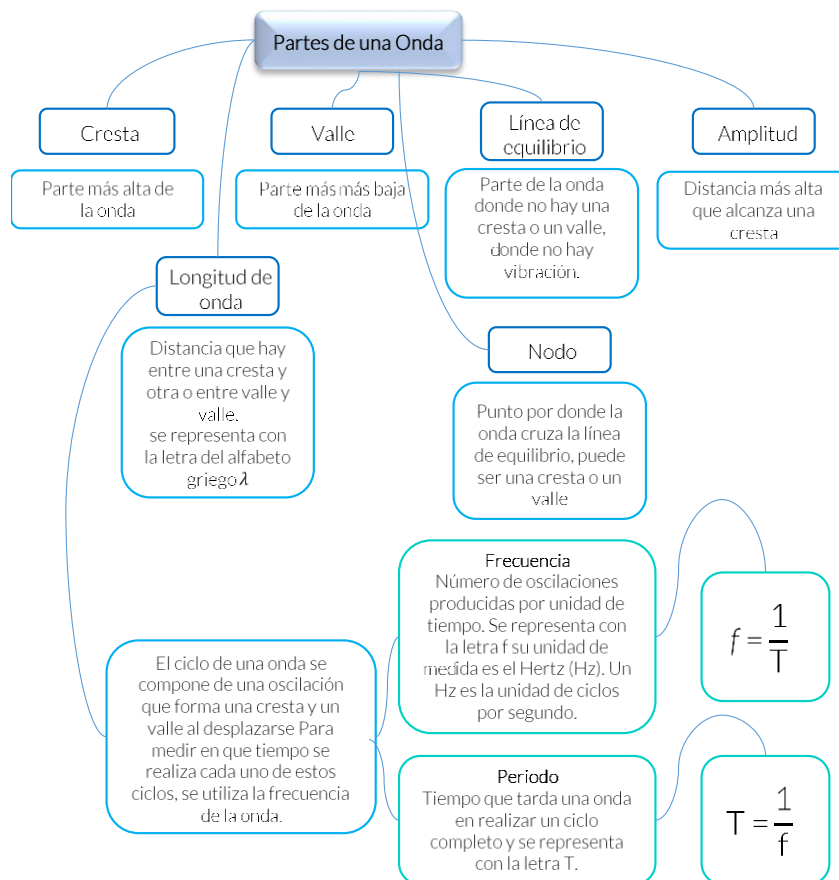 Partes de una Onda
Cresta
Parte más alta de
la onda
Valle
Parte más más baja
de la onda
Línea de
equilibrio
Parte de la onda
donde no hay una
cresta o un valle,
donde no hay
vibración.
Amplitud
Distancia más alta
que alcanza una
cresta
Longitud de
onda
Distancia que hay
entre una cresta y
otra o entre valle y
valle.
se representa con
la letra del alfabeto
griego λ
Nodo
Punto por donde la
onda cruza la línea
de equilibrio, puede
ser una cresta o un
valle
El ciclo de una onda se
compone de una oscilación
que forma una cresta y un
valle al desplazarse Para
medir en que tiempo se
realiza cada uno de estos
ciclos, se utiliza la frecuencia
de la onda.
Frecuencia
Número de oscilaciones
producidas por unidad de
tiempo. Se representa con
la letra f su unidad de
medida es el Hertz (Hz). Un
Hz es la unidad de ciclos
por segundo.
f = 1/T
Periodo
Tiempo que tarda una onda
en realizar un ciclo
completo y se representa
con la letra T.
T = 1/f